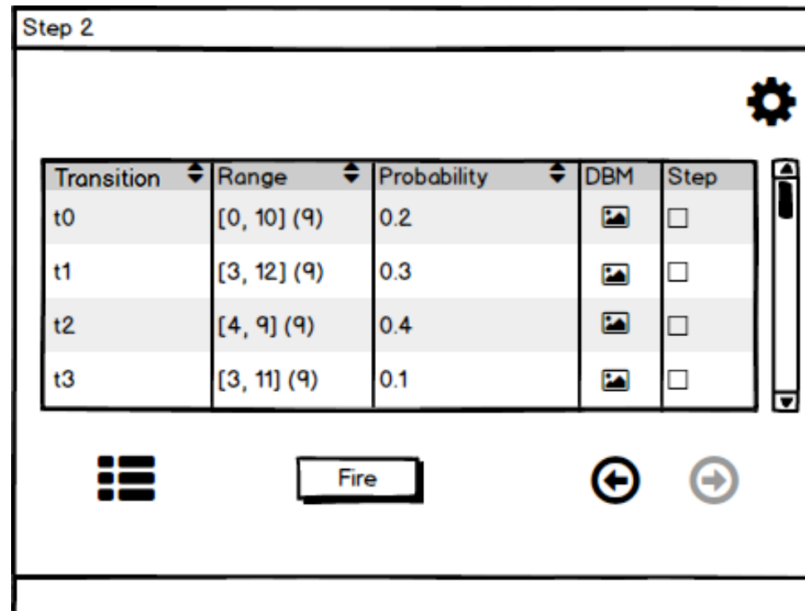 Step 2
Transition Range Probability DBM Step
t0 [0, 10] (9) 0.2
t1 [3, 12] (9) 0.3
t2 [4, 9] (9) 0.4
t3 [3, 11] (9) 0.1
Fire